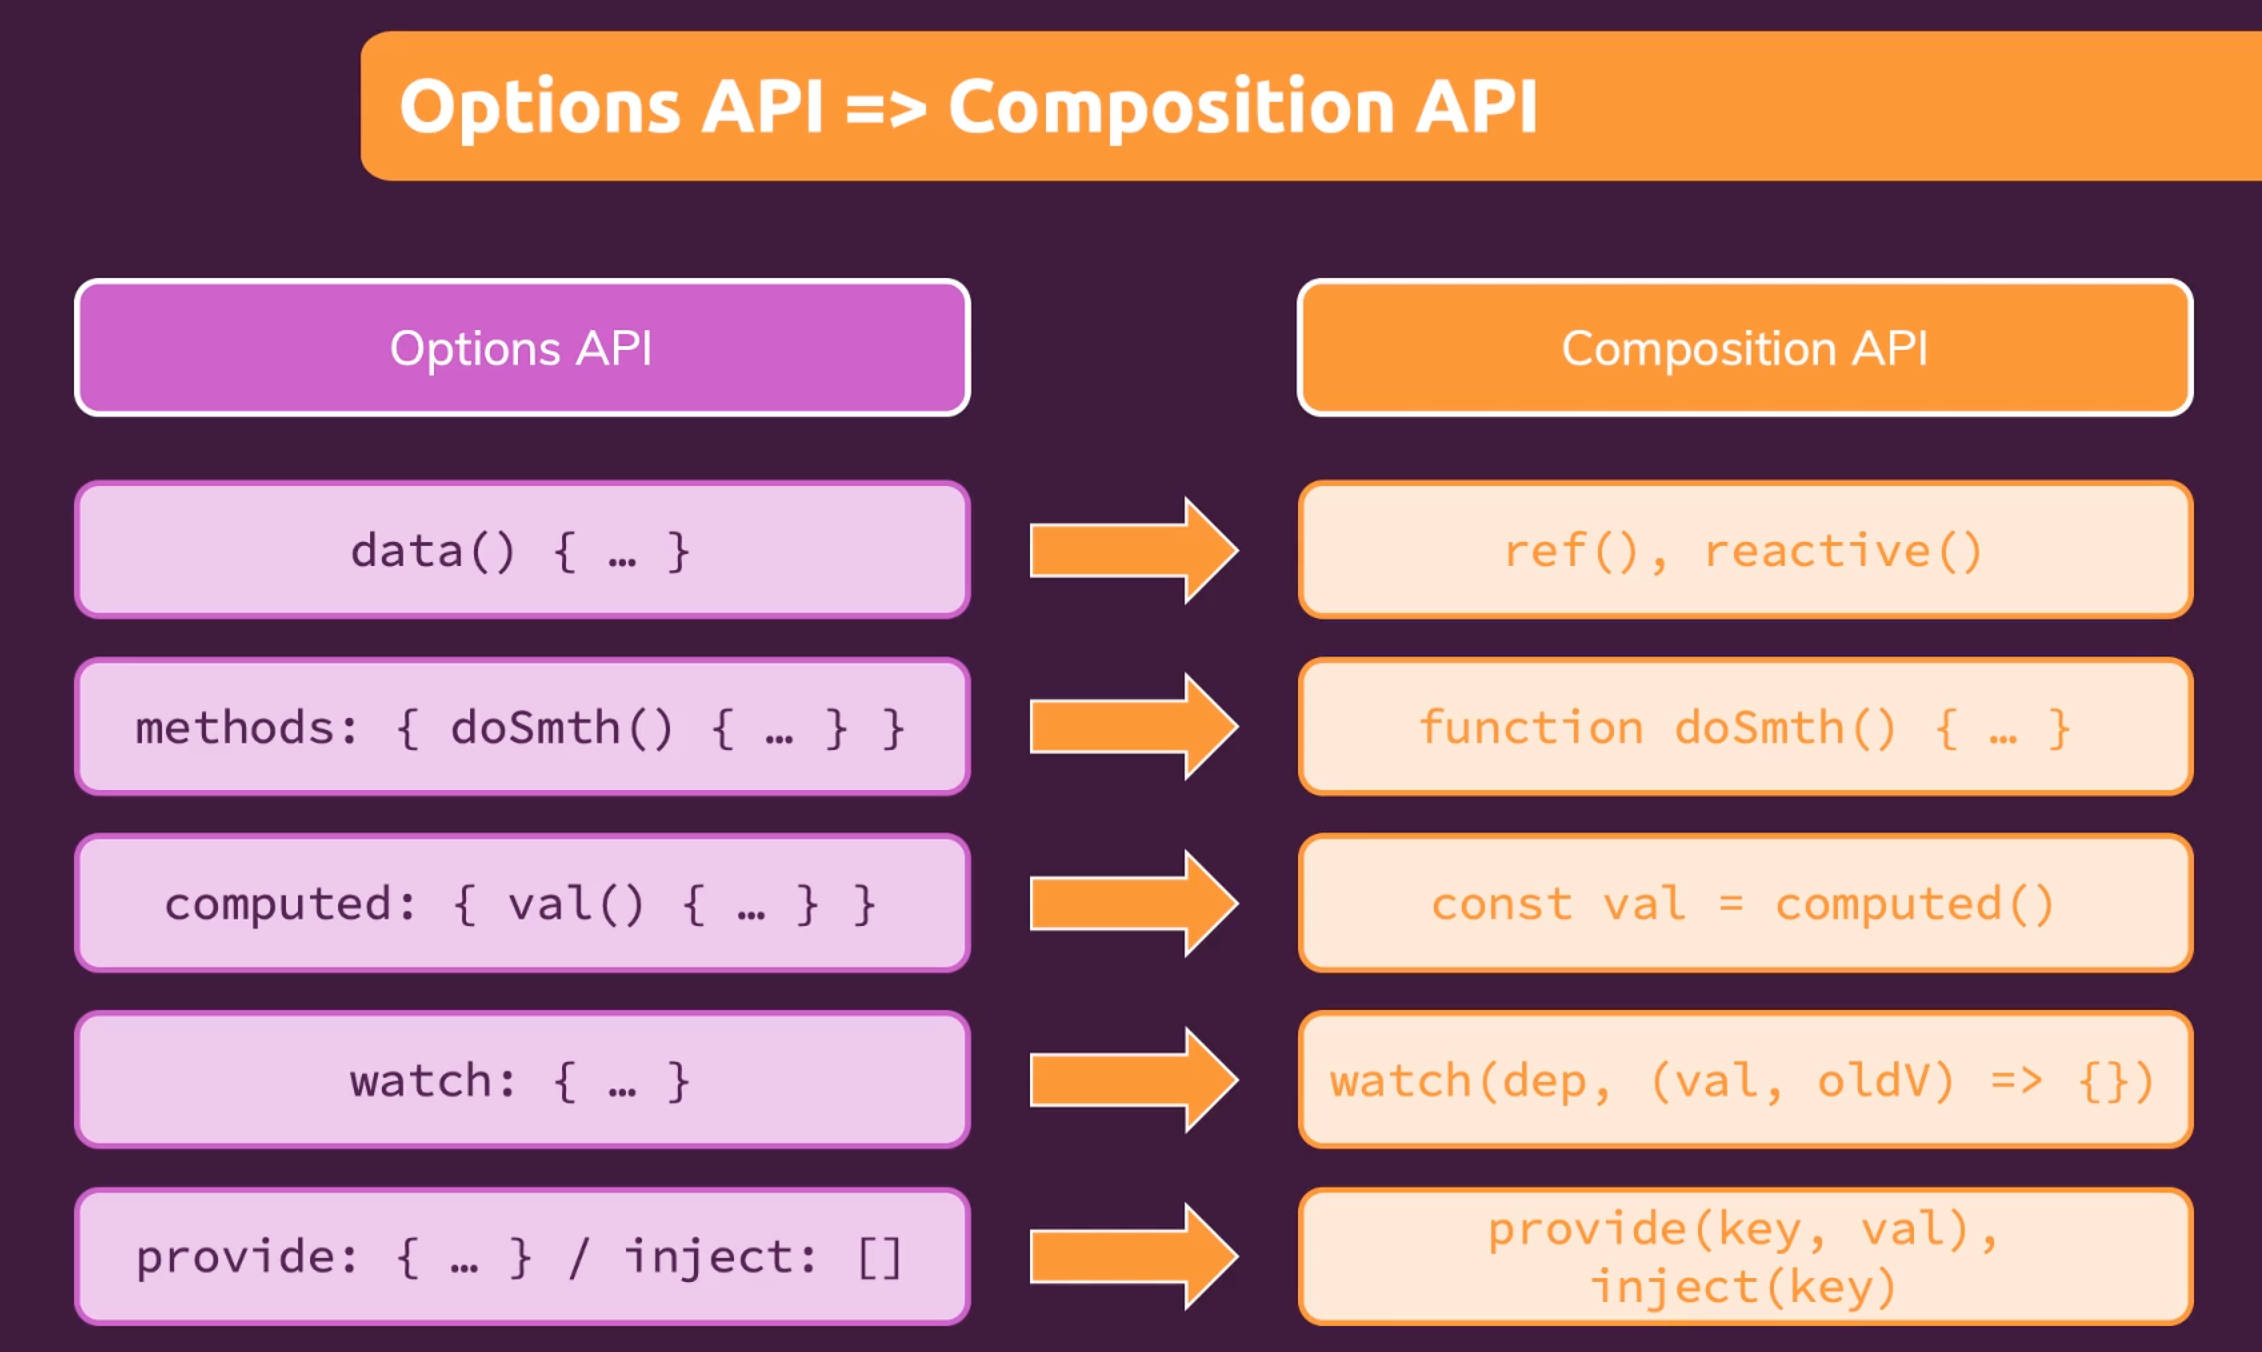 Options API => Composition API
Options API
Composition API
data() { … }
ref(), reactive()
methods: { doSmth() { … } }
function doSmth() { … }
computed: { val() { … } }
const val = computed()
watch: { … }
watch(dep, (val, oldV) => {})
provide: { … } / inject: []
provide(key, val),
inject(key)